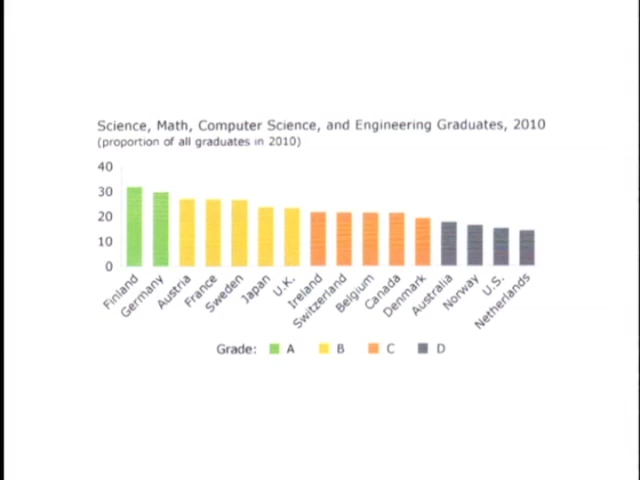 Science, Math, Computer Science, and Engineering Graduates, 2010
(proportion of all graduates in 2010)
40
30
20
10
0
Finland
Germany
Austria
France
Sweden
Japan
U.K.
Ireland
Switzerland
Belgium
Canada
Denmark
Australia
Norway
U.S.
Netherlands
Grade: A B C D